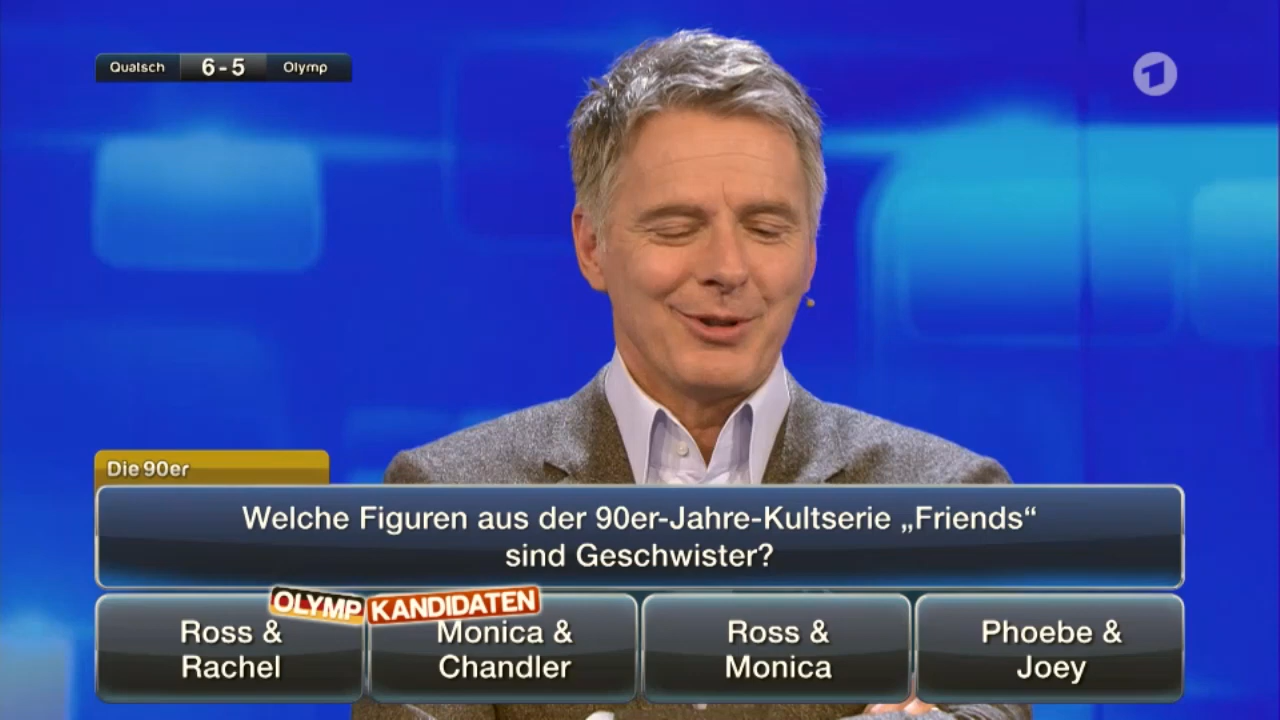 Quatsch 6-5 Olymp
1
Die 90er
Welche Figuren aus der 90er-Jahre-Kultserie „Friends“
sind Geschwister?
OLYMP KANDIDATEN
Ross &
Rachel
Monica &
Chandler
Ross &
Monica
Phoebe &
Joey